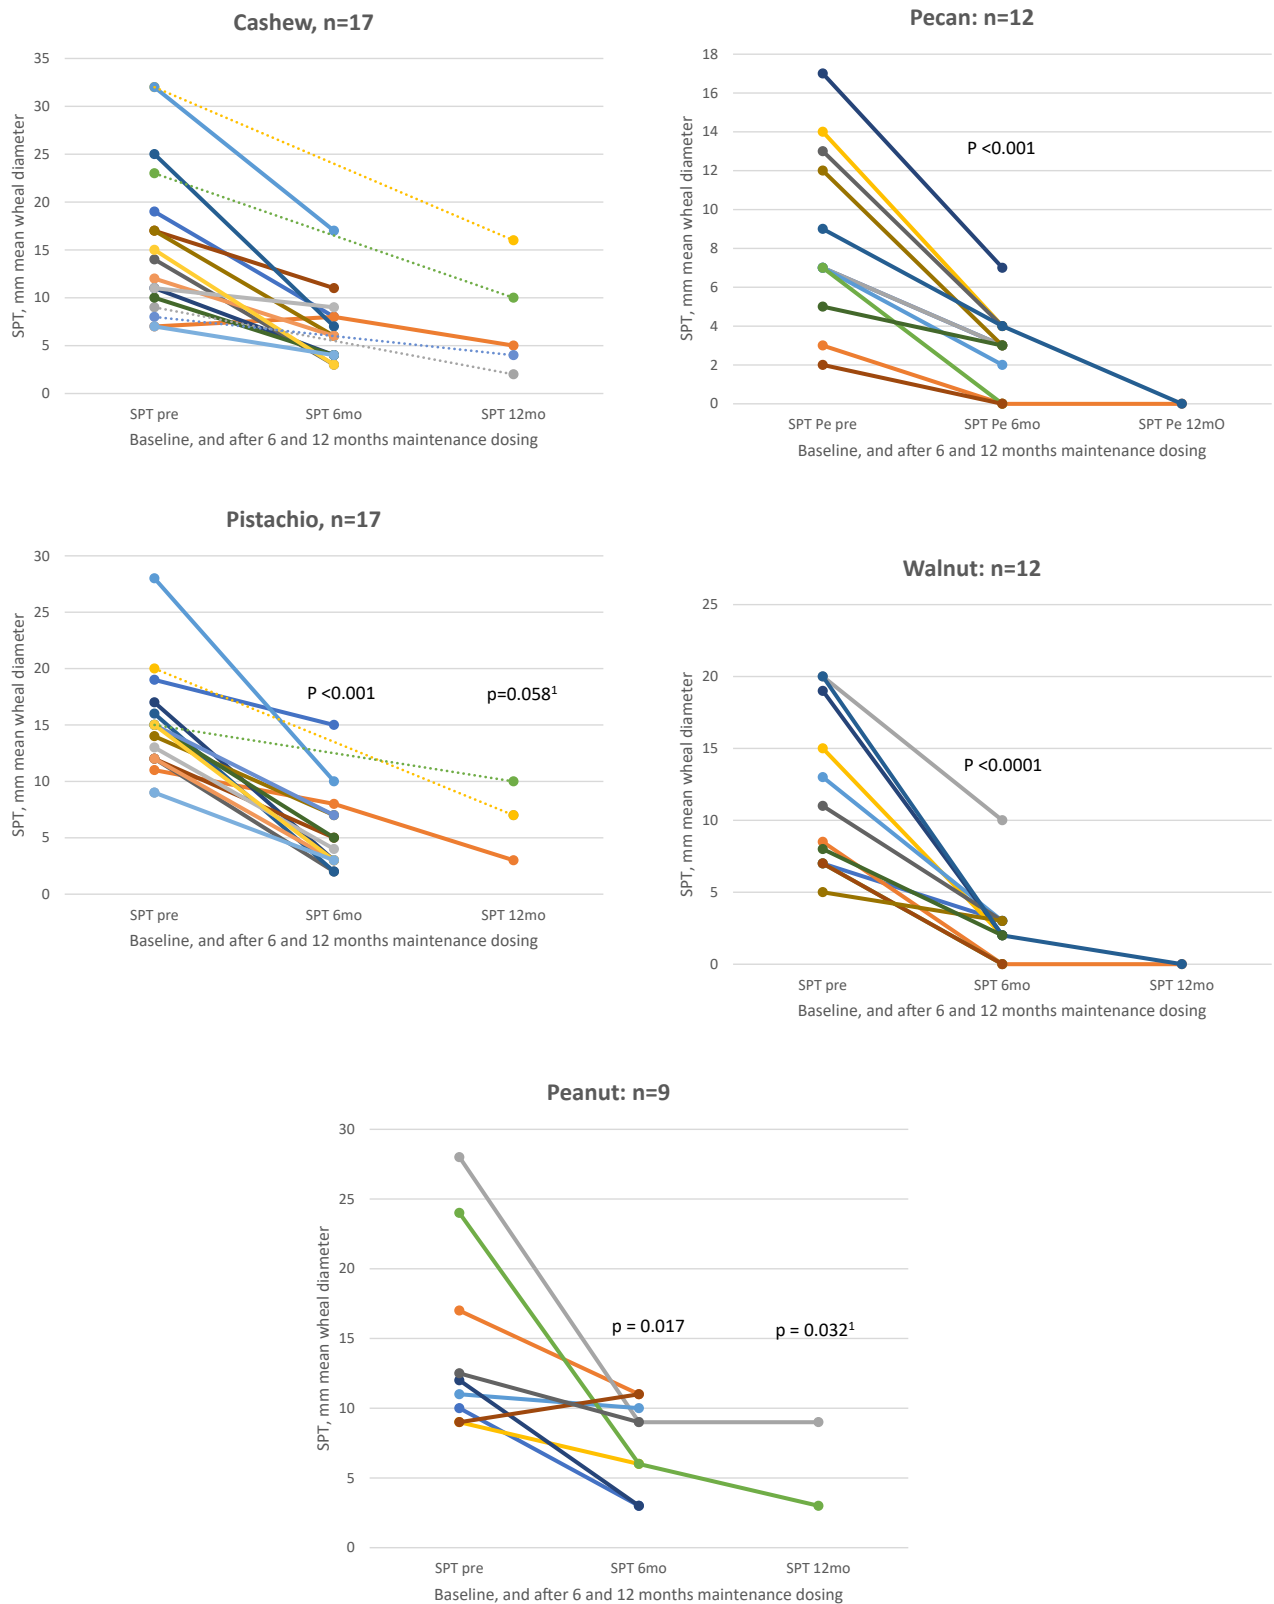 Cashew, n=17
35
30
25
20
15
10
5
0
SPT, mm mean wheal diameter
SPT pre
SPT 6mo
SPT 12mo
Baseline, and after 6 and 12 months maintenance dosing
Pecan: n=12
18
16
14
12
10
8
6
4
2
0
SPT, mm mean wheal diameter
P <0.001
SPT Pe pre
SPT Pe 6mo
SPT Pe 12mO
Baseline, and after 6 and 12 months maintenance dosing
Pistachio, n=17
30
25
20
15
10
5
0
SPT, mm mean wheal diameter
P <0.001
p=0.058¹
SPT pre
SPT 6mo
SPT 12mo
Baseline, and after 6 and 12 months maintenance dosing
Walnut: n=12
25
20
15
10
5
0
SPT, mm mean wheal diameter
P <0.0001
SPT pre
SPT 6mo
SPT 12mo
Baseline, and after 6 and 12 months maintenance dosing
Peanut: n=9
30
25
20
15
10
5
0
SPT, mm mean wheal diameter
p = 0.017
p = 0.032¹
SPT pre
SPT 6mo
SPT 12mo
Baseline, and after 6 and 12 months maintenance dosing